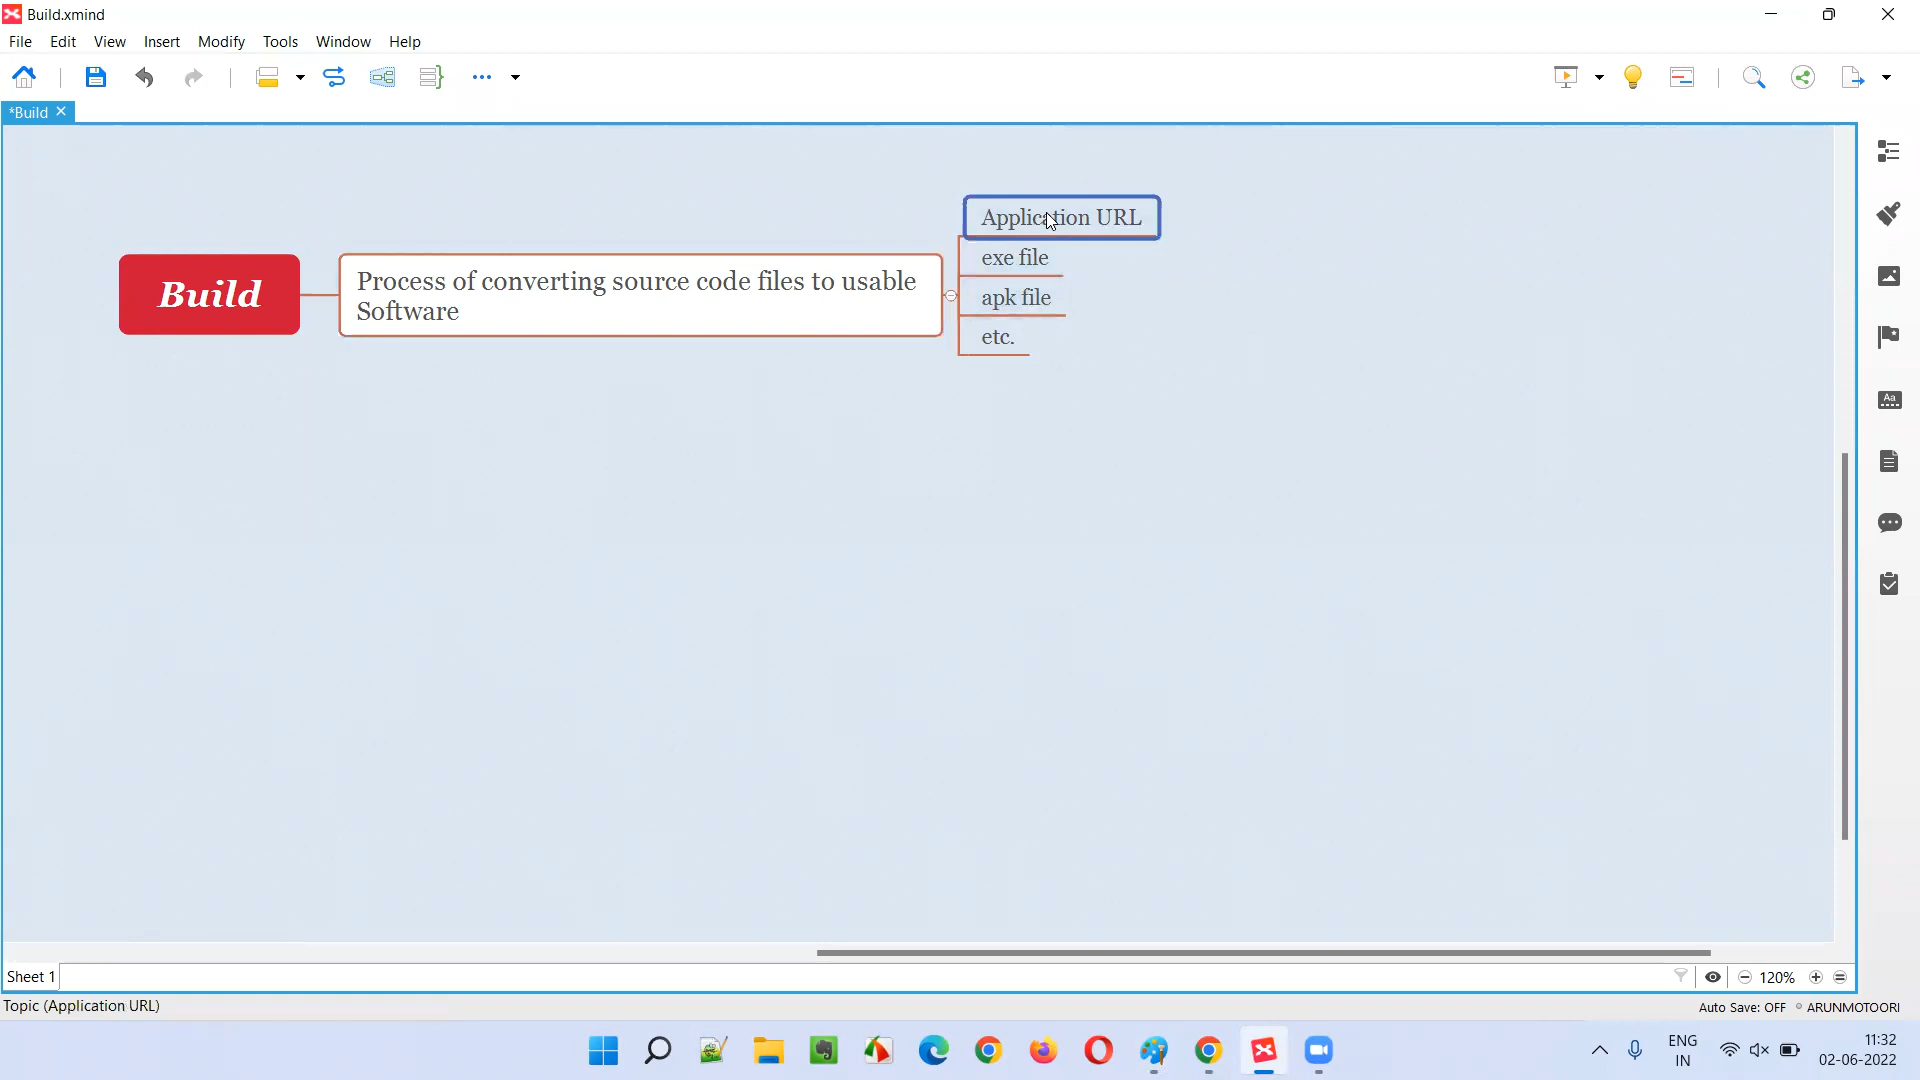 Build.xmind
File Edit View Insert Modify Tools Window Help
*Build
Application URL
exe file
Build
Process of converting source code files to usable
Software
apk file
etc.
Aa
Sheet 1
120%
Topic (Application URL)
Auto Save: OFF ARUNMOTOORI
ENG
IN
11:32
02-06-2022